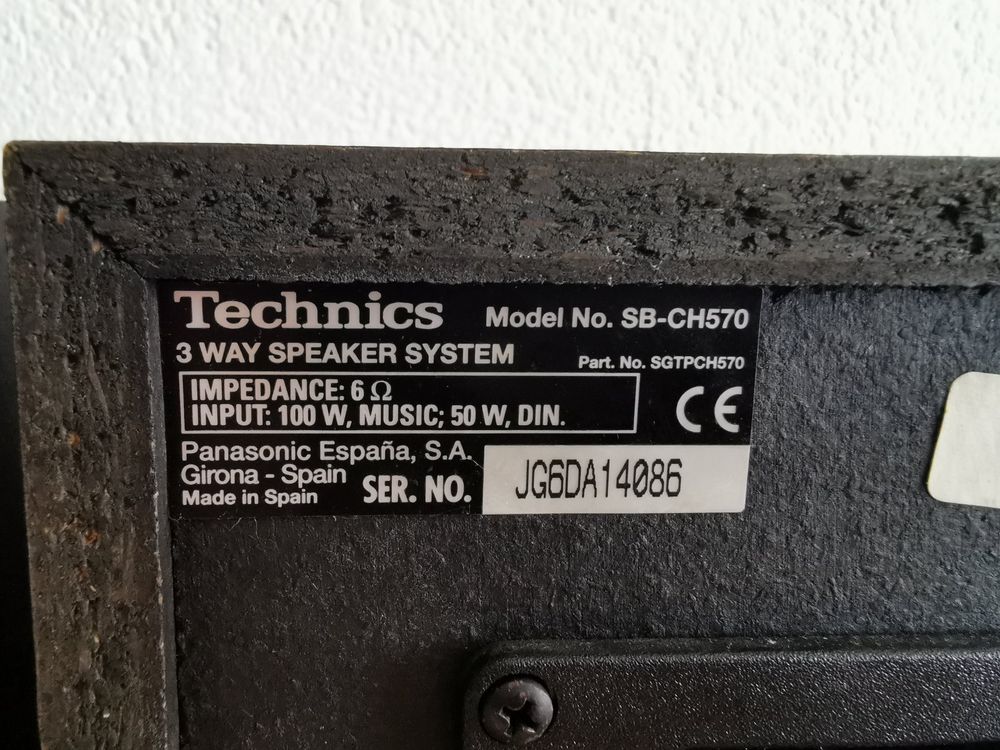 Technics Model No. SB-CH570
3 WAY SPEAKER SYSTEM Part. No. SGTPCH570
IMPEDANCE: 6 Ω
INPUT: 100 W, MUSIC; 50 W, DIN.
CE
Panasonic España, S.A.
Girona - Spain
Made in Spain SER. NO. JG6DA14086